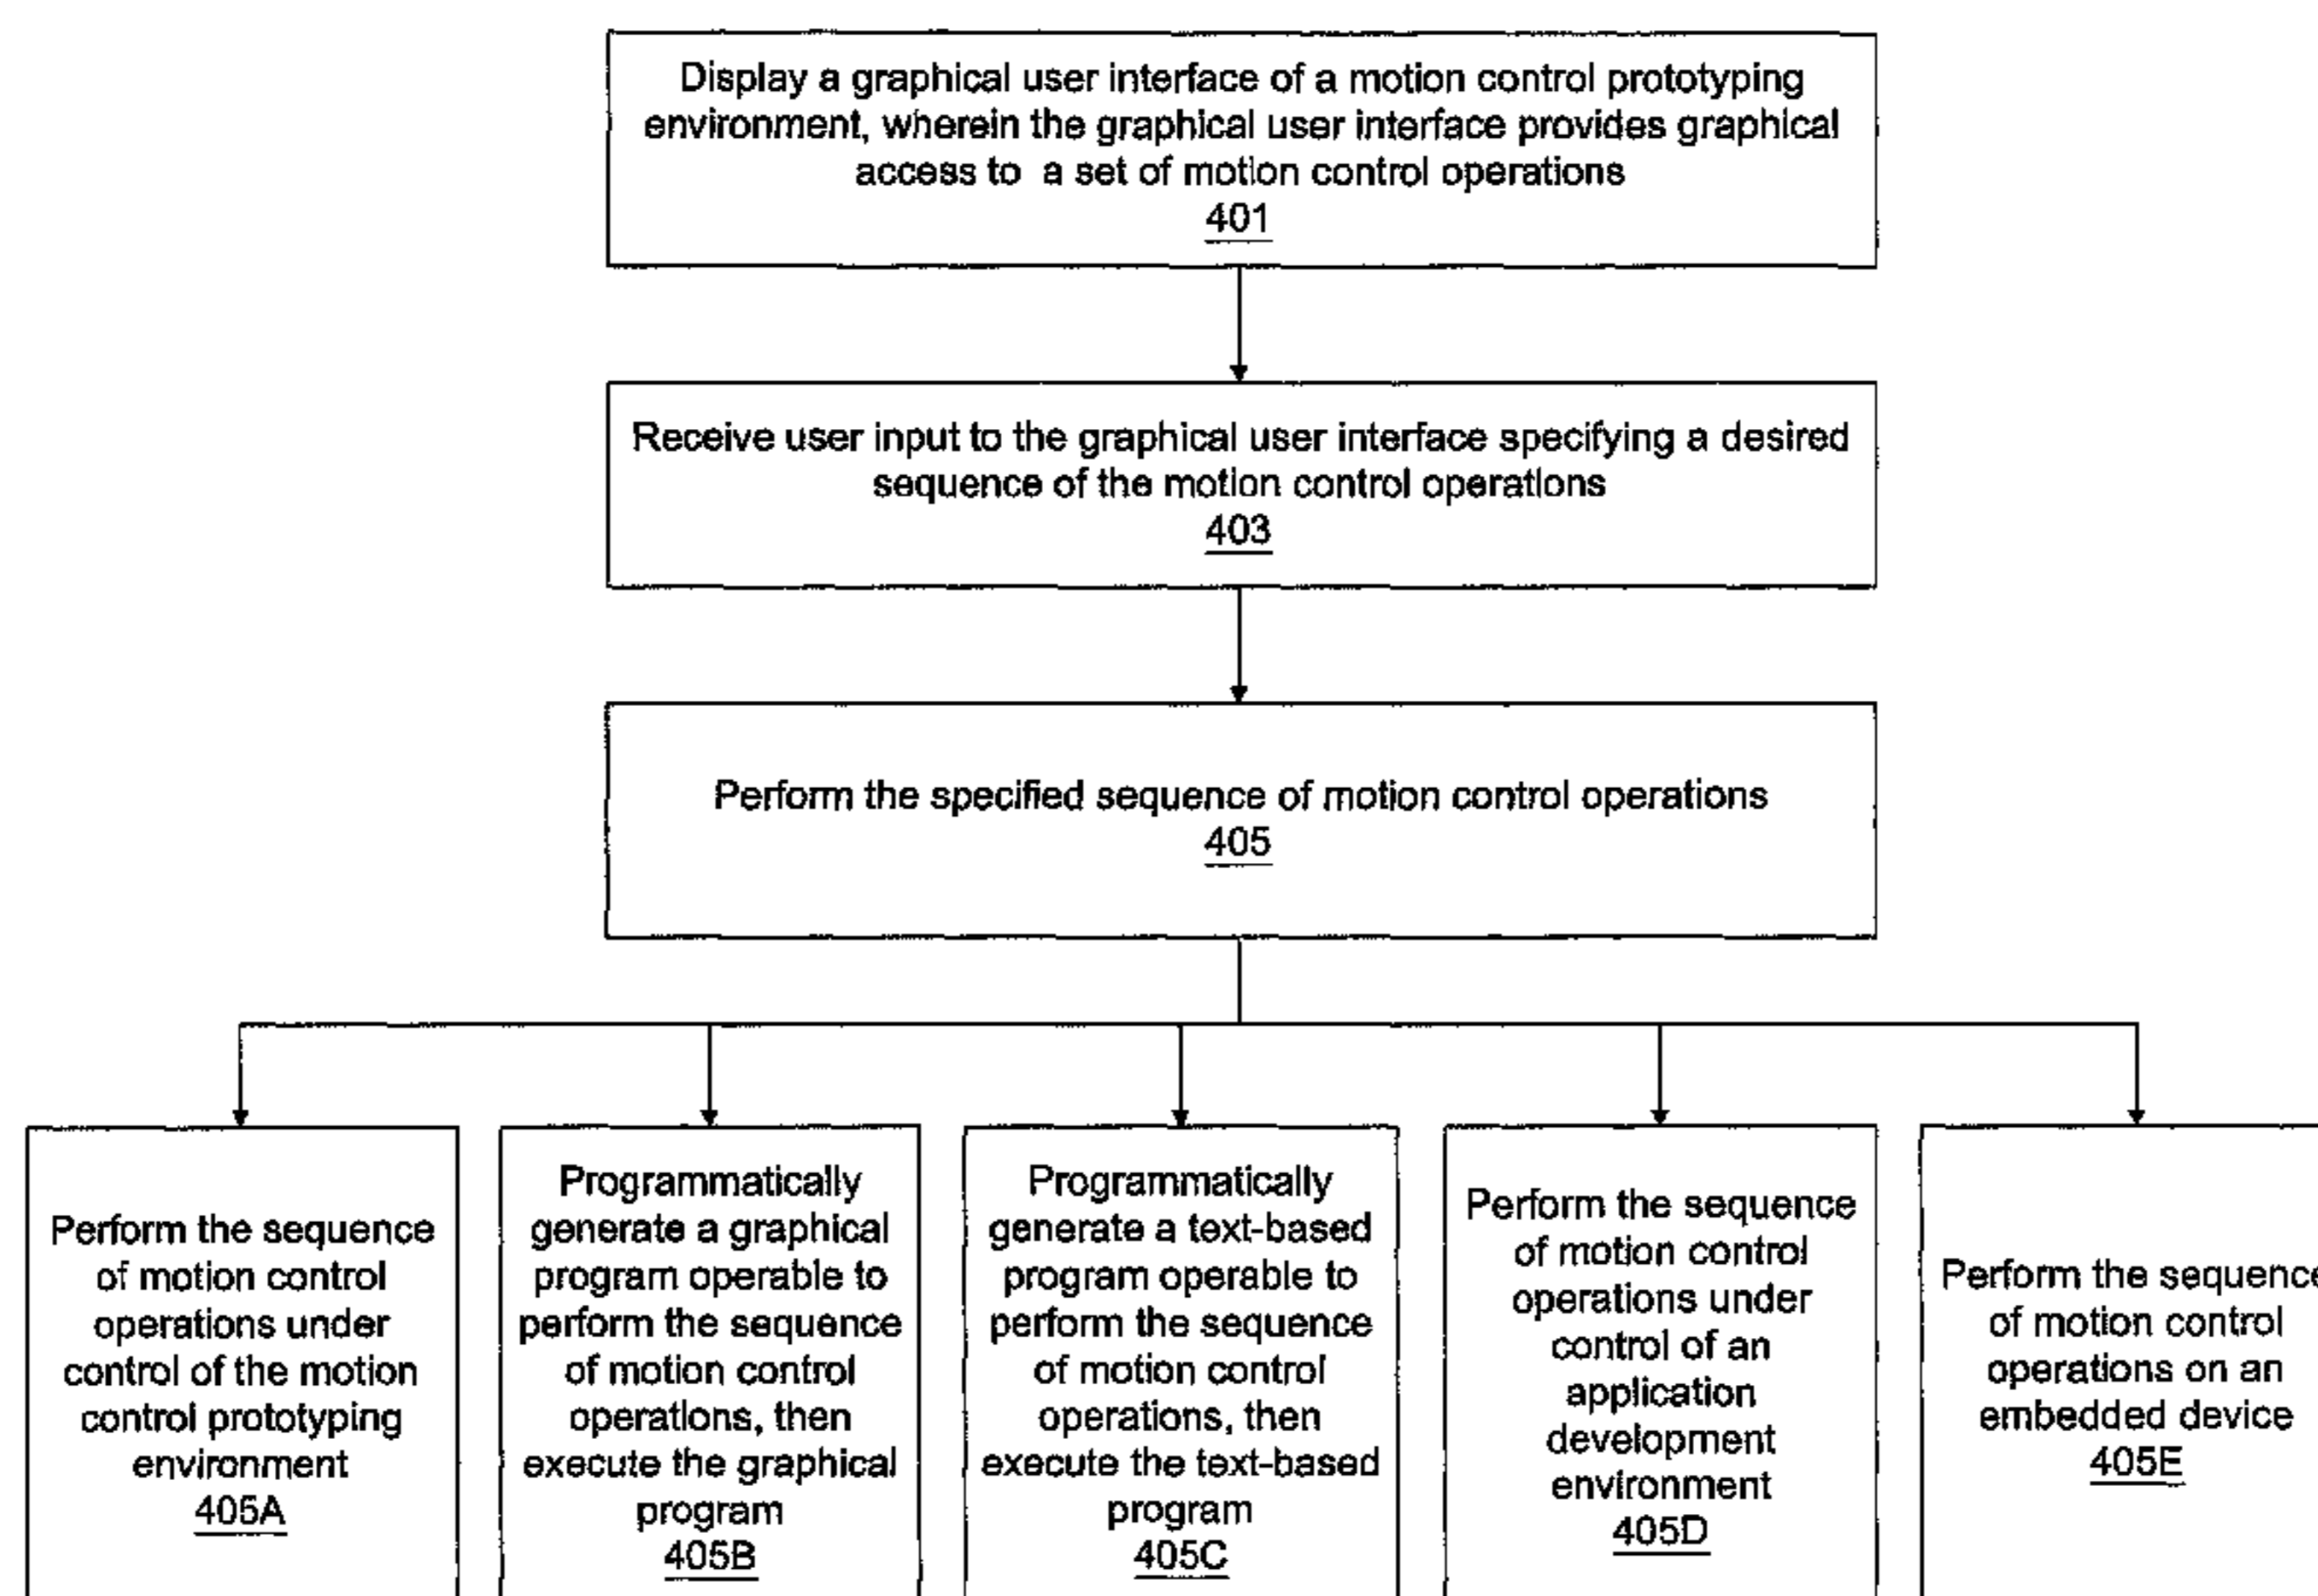 Display a graphical user interface of a motion control prototyping
environment, wherein the graphical user interface provides graphical
access to a set of motion control operations
401
Receive user input to the graphical user interface specifying a desired
sequence of the motion control operations
403
Perform the specified sequence of motion control operations
405
Perform the sequence
of motion control
operations under
control of the motion
control prototyping
environment
405A
Programmatically
generate a graphical
program operable to
perform the sequence
of motion control
operations, then
execute the graphical
program
405B
Programmatically
generate a text-based
program operable to
perform the sequence
of motion control
operations, then
execute the text-based
program
405C
Perform the sequence
of motion control
operations under
control of an
application
development
environment
405D
Perform the sequence
of motion control
operations on an
embedded device
405E